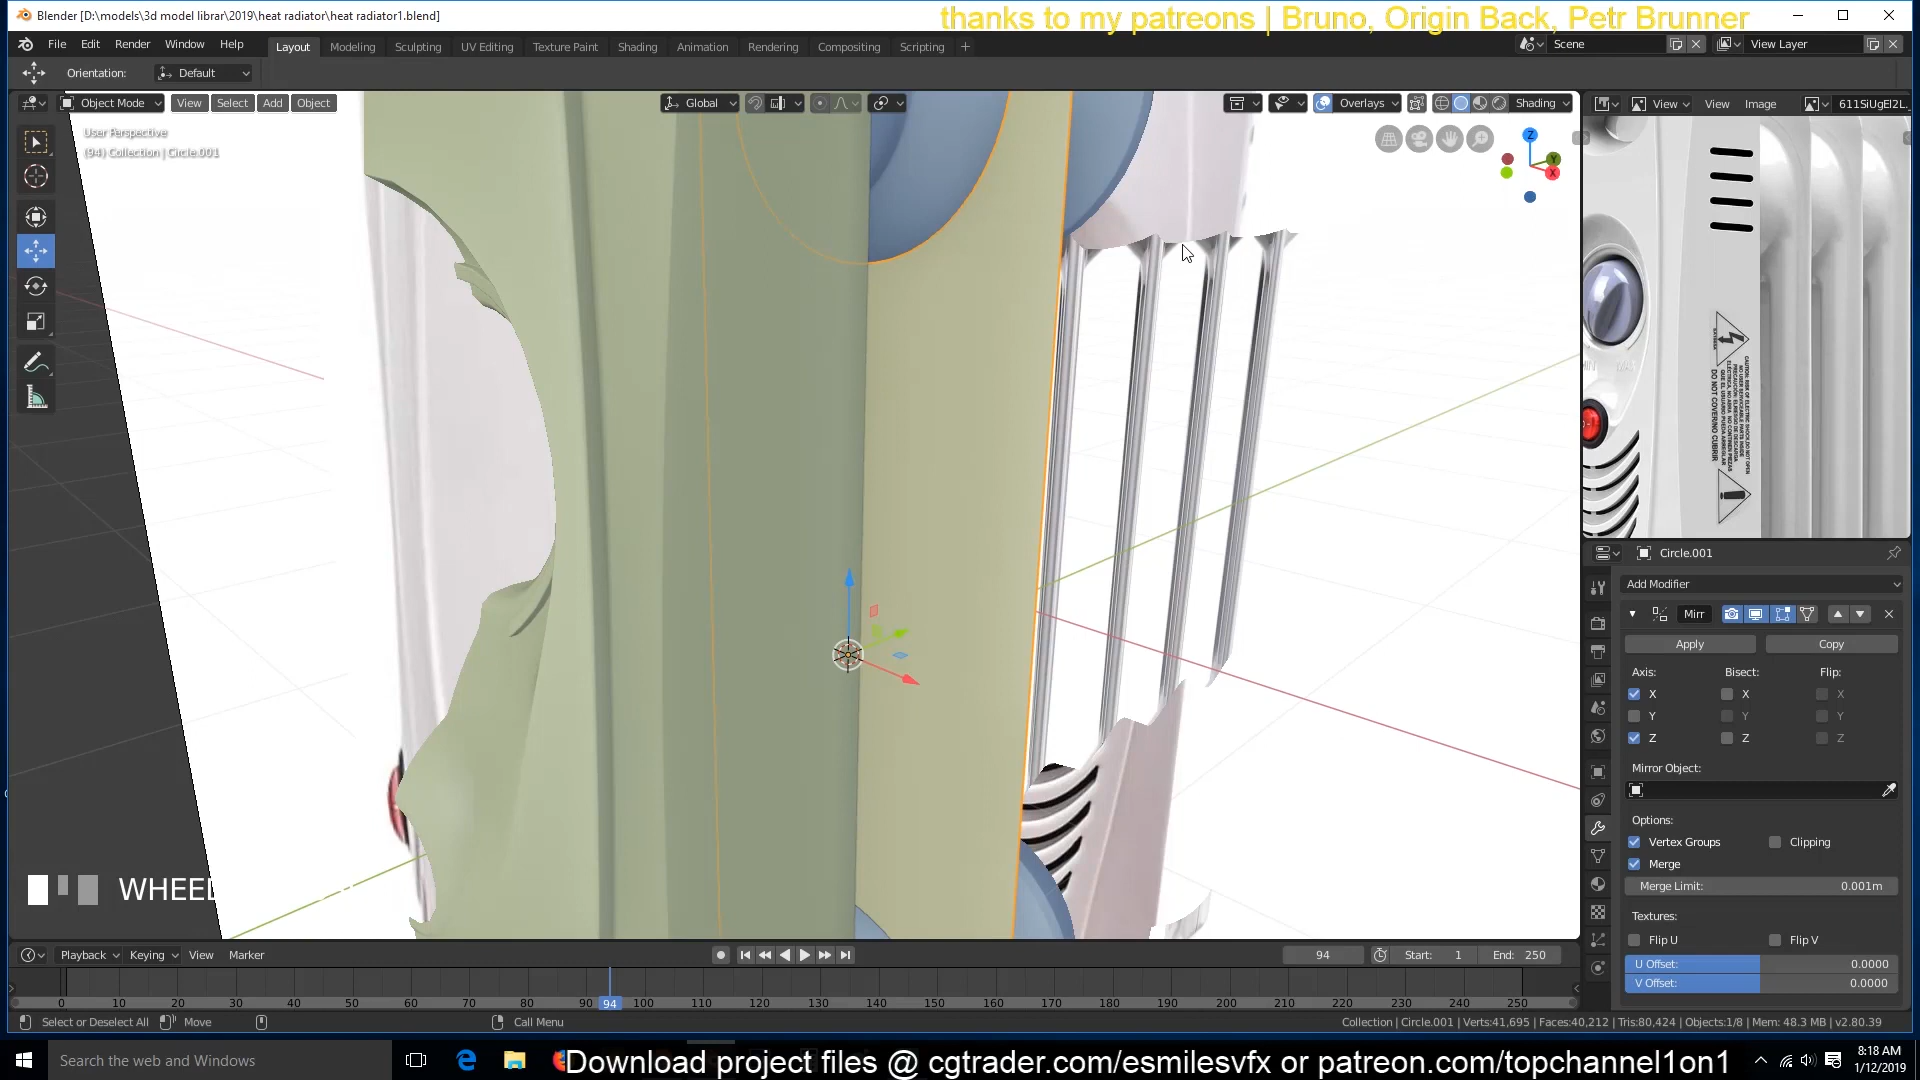 Blender [D:\models\3d model librar\2019\heat radiator\heat radiator1.blend]
thanks to my patreons | Bruno, Origin Back, Petr Brunner
File Edit Render Window Help
Layout Modeling Sculpting UV Editing Texture Paint Shading Animation Rendering Compositing Scripting +
Scene
View Layer
Orientation: Default
Object Mode View Select Add Object
Global
Overlays Shading
View View Image 611SiUgEI2L.
User Perspective
(94) Collection | Circle.001
Z
Y
X
DO NOT COVER/NO CUBRIR
Circle.001
Add Modifier
Mirr
Apply Copy
Axis: Bisect: Flip:
X X X
Y Y Y
Z Z Z
Mirror Object:
Options:
Vertex Groups Clipping
Merge
Merge Limit: 0.001m
Textures:
Flip U Flip V
U Offset: 0.0000
V Offset: 0.0000
WHEEL
Playback Keying View Marker
94 Start: 1 End: 250
0 10 20 30 40 50 60 70 80 90 94 100 110 120 130 140 150 160 170 180 190 200 210 220 230 240 250
Select or Deselect All Move Call Menu
Collection | Circle.001 | Verts:41,695 | Faces:40,212 | Tris:80,424 | Objects:1/8 | Mem: 48.3 MB | v2.80.39
Search the web and Windows
Download project files @ cgtrader.com/esmilesvfx or patreon.com/topchannel1on1
8:18 AM
1/12/2019